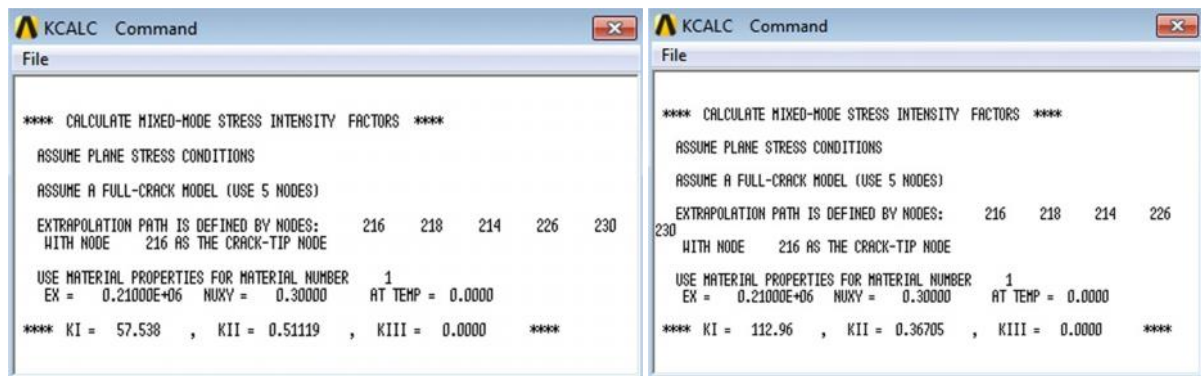 KCALC Command
File
**** CALCULATE MIXED-MODE STRESS INTENSITY FACTORS ****
ASSUME PLANE STRESS CONDITIONS
ASSUME A FULL-CRACK MODEL (USE 5 NODES)
EXTRAPOLATION PATH IS DEFINED BY NODES: 216 218 214 226 230
WITH NODE 216 AS THE CRACK-TIP NODE
USE MATERIAL PROPERTIES FOR MATERIAL NUMBER 1
EX = 0.21000E+06 NUXY = 0.30000 AT TEMP = 0.0000
**** KI = 57.538 , KII = 0.51119 , KIII = 0.0000 ****
KCALC Command
File
**** CALCULATE MIXED-MODE STRESS INTENSITY FACTORS ****
ASSUME PLANE STRESS CONDITIONS
ASSUME A FULL-CRACK MODEL (USE 5 NODES)
EXTRAPOLATION PATH IS DEFINED BY NODES: 216 218 214 226
230
WITH NODE 216 AS THE CRACK-TIP NODE
USE MATERIAL PROPERTIES FOR MATERIAL NUMBER 1
EX = 0.21000E+06 NUXY = 0.30000 AT TEMP = 0.0000
**** KI = 112.96 , KII = 0.36705 , KIII = 0.0000 ****